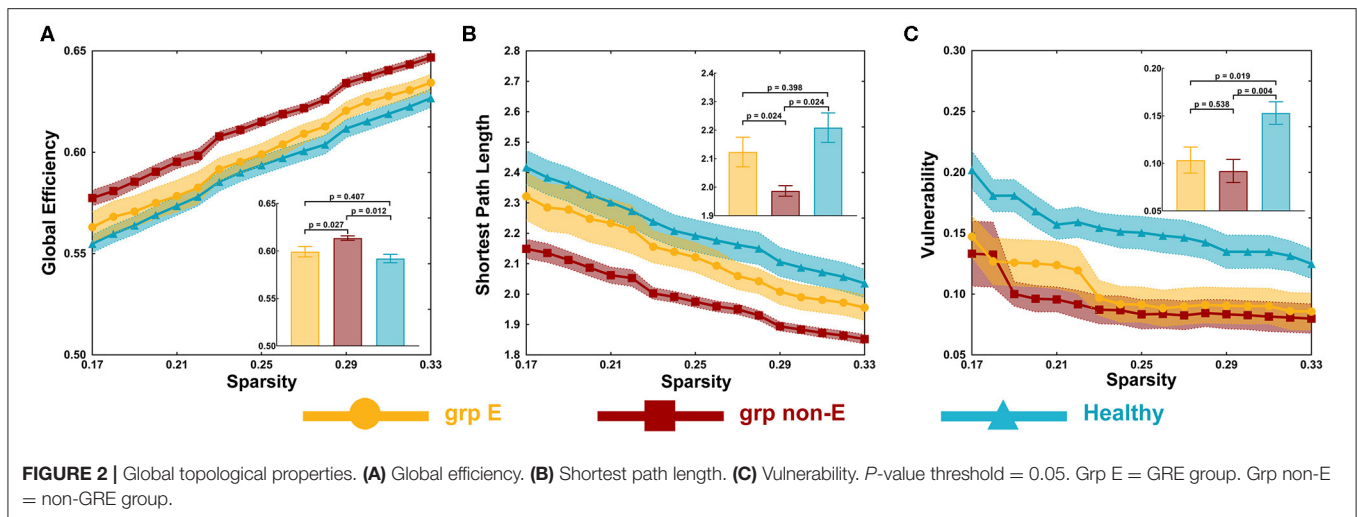 A
0.65
0.60
0.55
0.50
Global Efficiency
0.17 0.21 0.25 0.29 0.33
Sparsity
0.65
0.60
0.55
0.50
p = 0.407
p = 0.012
p = 0.027
B
2.8
2.7
2.6
2.5
2.4
2.3
2.2
2.1
2.0
1.9
1.8
Shortest Path Length
0.17 0.21 0.25 0.29 0.33
Sparsity
2.4
2.3
2.2
2.1
2.0
1.9
p = 0.398
p = 0.024
p = 0.024
C
0.30
0.25
0.20
0.15
0.10
0.05
Vulnerability
0.17 0.21 0.25 0.29 0.33
Sparsity
0.20
0.15
0.10
0.05
p = 0.019
p = 0.004
p = 0.538
grp E grp non-E Healthy
FIGURE 2 | Global topological properties. (A) Global efficiency. (B) Shortest path length. (C) Vulnerability. P-value threshold = 0.05. Grp E = GRE group. Grp non-E
= non-GRE group.